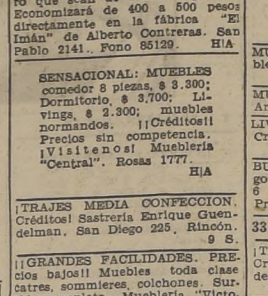 Economizará de 400 a 500 pesos
directamente en la fábrica "El
Imán" de Alberto Contreras. San
Pablo 2141.. Fono 85129. H|A
SENSACIONAL: MUEBLES
comedor 8 piezas, $ 3.300;
Dormitorio, $ 3,700; Li-
vings, $ 2.300; muebles
normandos. ¡¡Créditos!!
Precios sin competencia.
¡Visítenos! Mueblería
"Central". Rosas 1777.
H|A
¡TRAJES MEDIA CONFECCION.
Créditos! Sastrería Enrique Guen-
delman. San Diego 225. Rincón.
9 S.
¡¡GRANDES FACILIDADES. PRE-
cios bajos!! Muebles toda clase
catres, sommieres, colchones. Sur-
Mueblería "Victo-